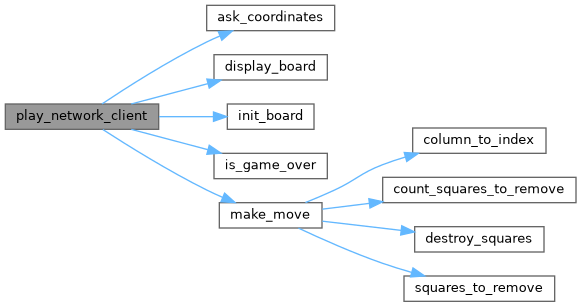 ask_coordinates
display_board
play_network_client
init_board
column_to_index
is_game_over
count_squares_to_remove
make_move
destroy_squares
squares_to_remove